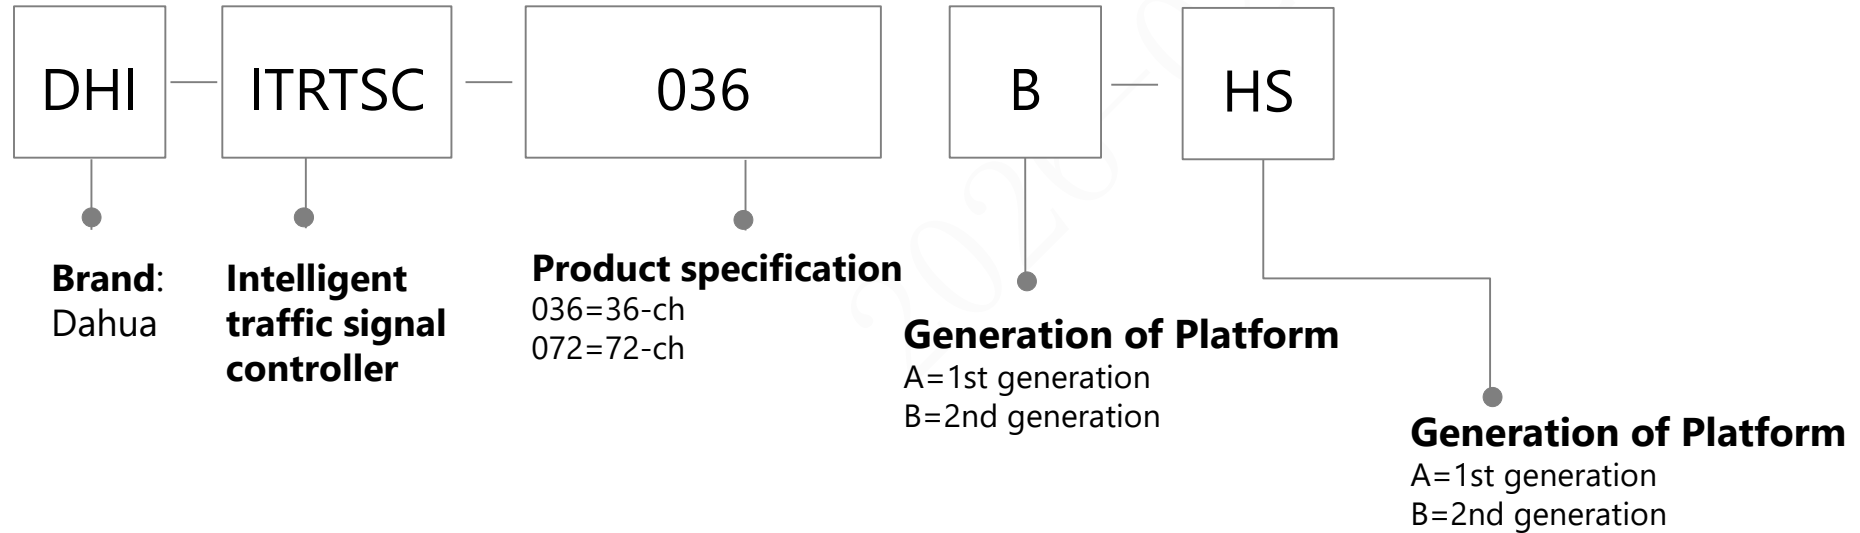 DHI
ITRTSC
036
B
HS
Brand:
Dahua
Intelligent
traffic signal
controller
Product specification
036=36-ch
072=72-ch
Generation of Platform
A=1st generation
B=2nd generation
Generation of Platform
A=1st generation
B=2nd generation